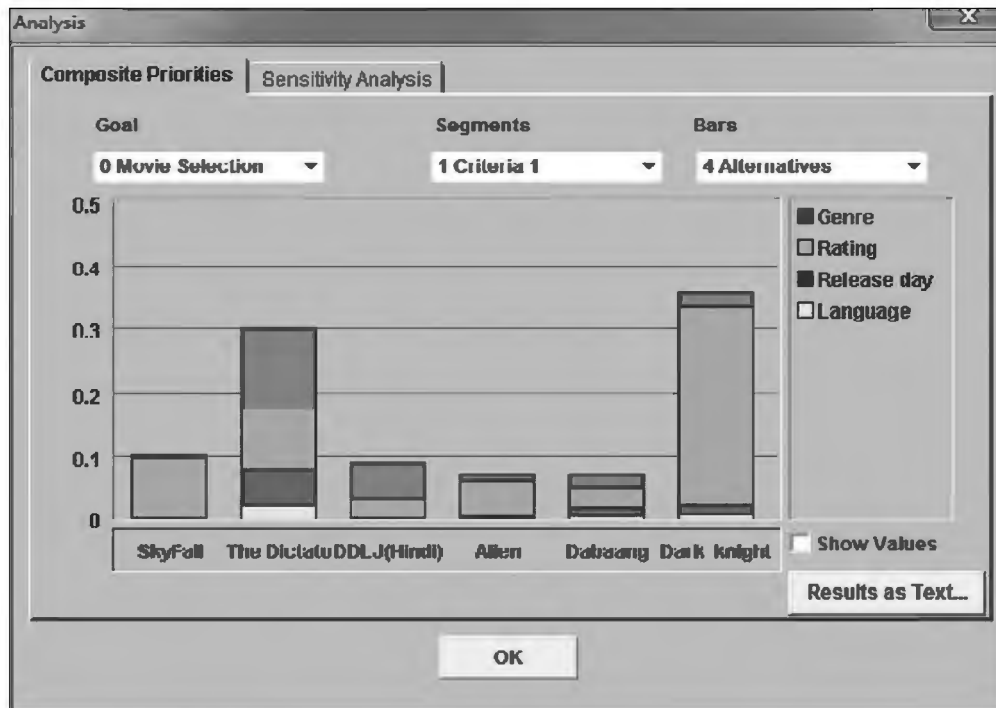 Analysis
X
Composite Priorities
Sensitivity Analysis
Goal
Segments
Bars
0 Movie Selection
1 Criteria 1
4 Alternatives
0.5
0.4
0.3
0.2
0.1
0
Genre
Rating
Release day
Language
SkyFall The Dictato DDLJ(Hindi) Alien Dabaang Dark knight
Show Values
Results as Text...
OK